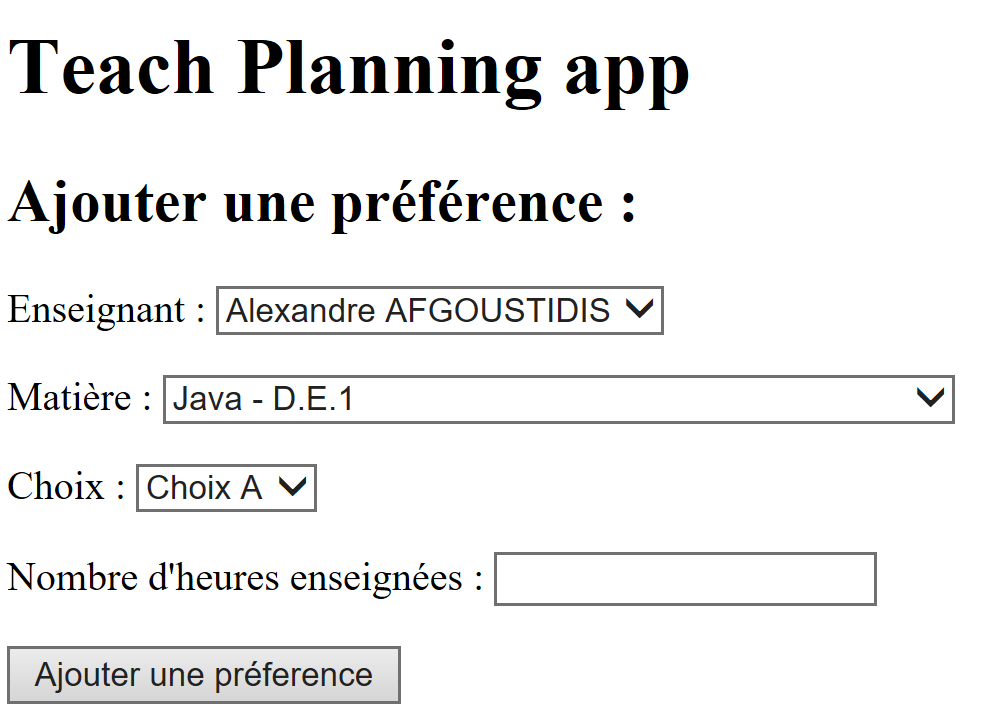 Teach Planning app
Ajouter une préférence :
Enseignant : Alexandre AFGOUSTIDIS
Matière : Java - D.E.1
Choix : Choix A
Nombre d'heures enseignées :
Ajouter une préference